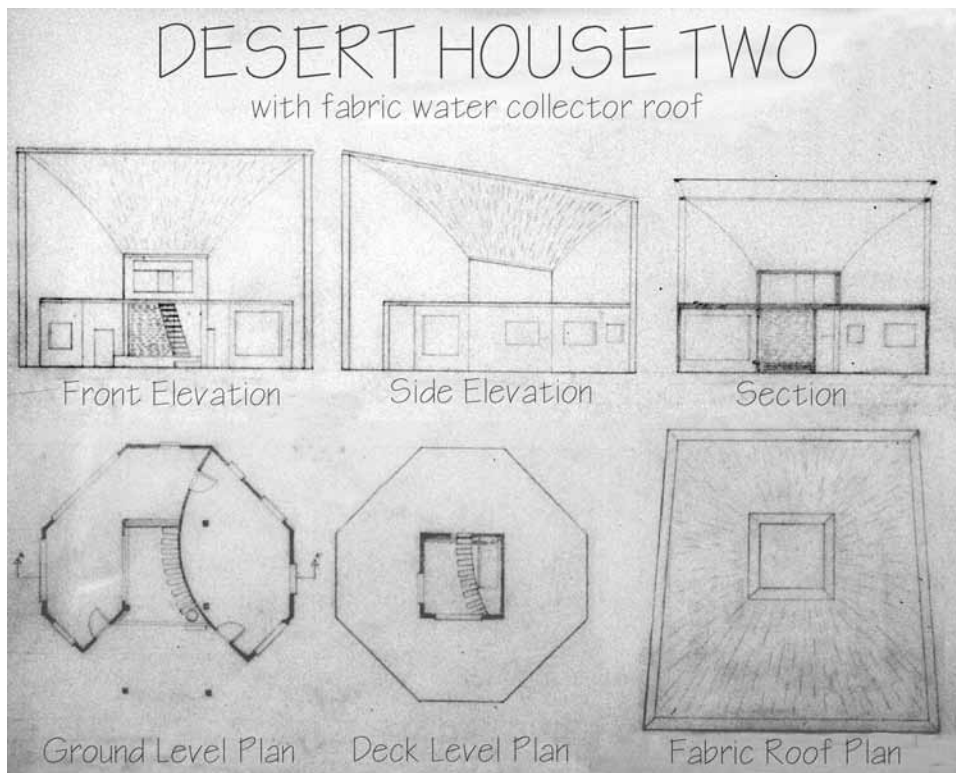 DESERT HOUSE TWO
with fabric water collector roof
Front Elevation
Side Elevation
Section
Ground Level Plan
Deck Level Plan
Fabric Roof Plan